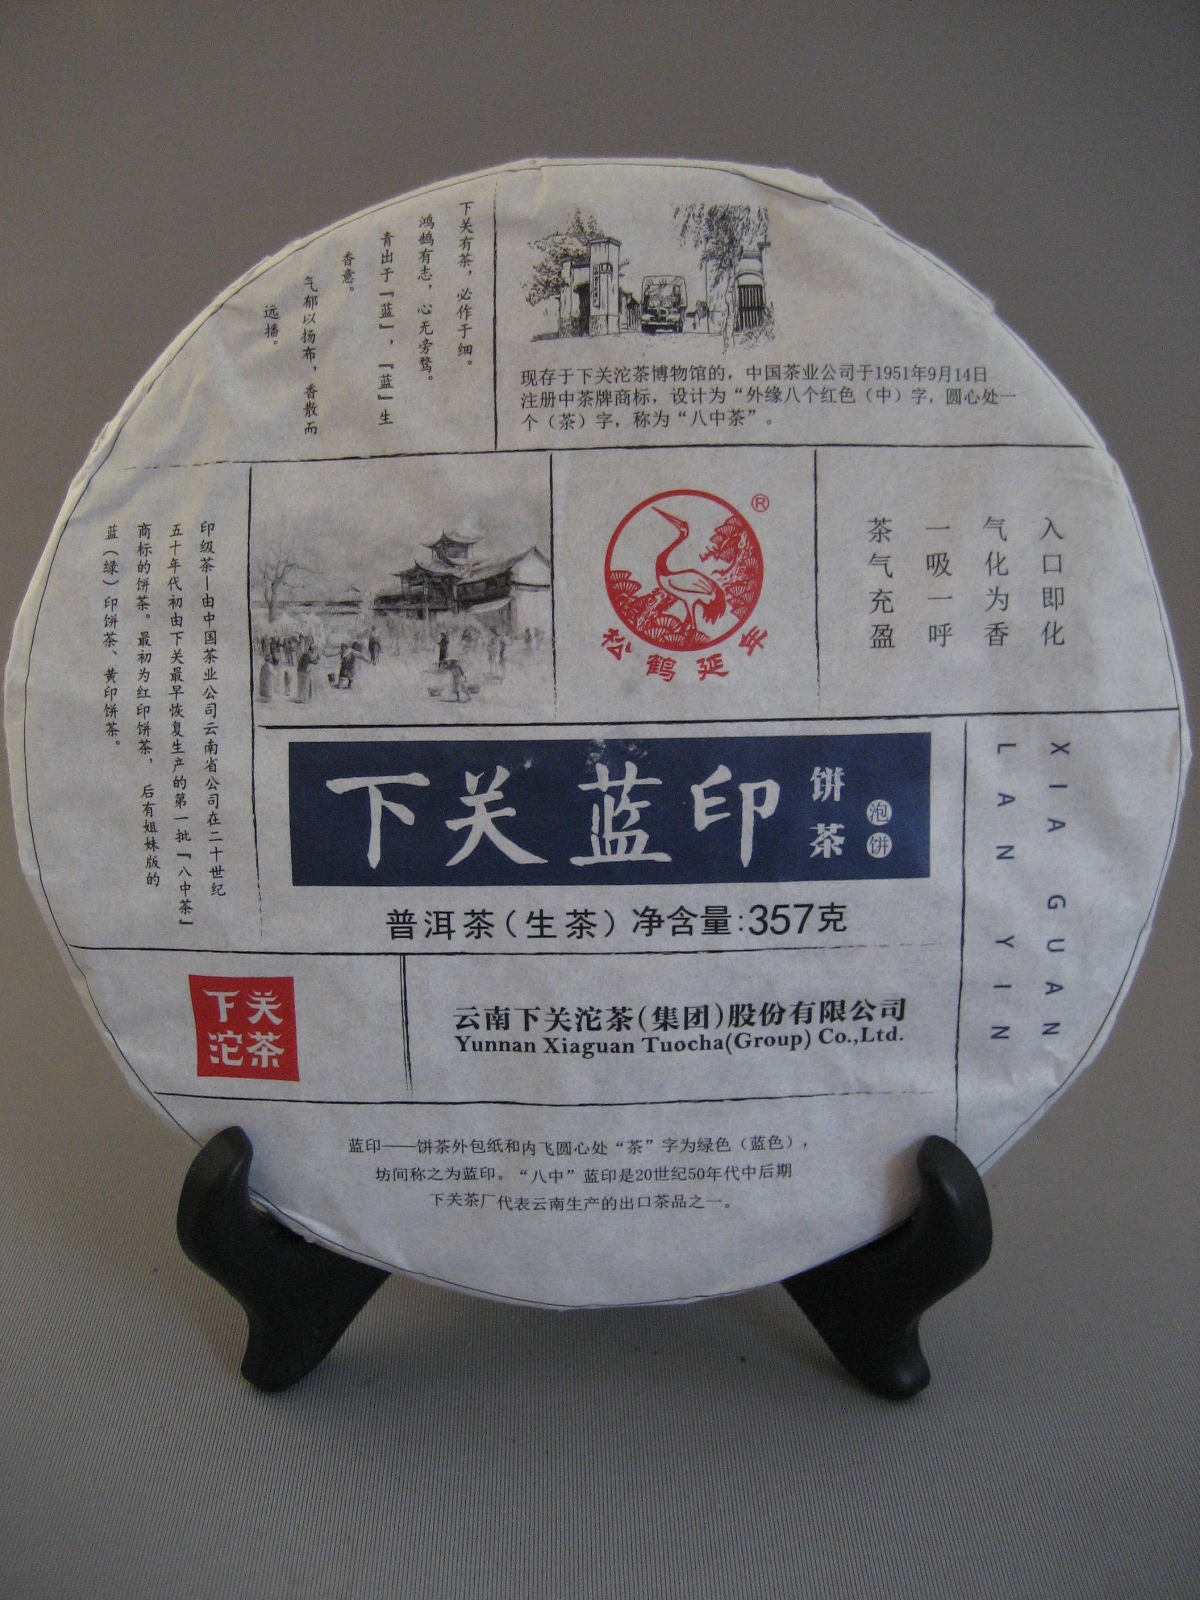 下关有茶，必作于细。
鸿鹄有志，心无旁骛。
青出于『蓝』，『蓝』生
香意。
气郁以扬布，香散而
远播。
现存于下关沱茶博物馆的，中国茶业公司于1951年9月14日
注册中茶牌商标，设计为“外缘八个红色（中）字，圆心处一
个（茶）字，称为“八中茶”。
印级茶—由中国茶业公司云南省公司在二十世纪
五十年代初由下关最早恢复生产的第一批『八中茶』
商标的饼茶。最初为红印饼茶，后有姐妹版的
蓝（绿）印饼茶、黄印饼茶。
®
松鹤延年
入口即化
气化为香
一吸一呼
茶气充盈
下关蓝印
饼茶
泡饼
XIAGUAN
LANYIN
普洱茶（生茶）净含量:357克
下关
沱茶
云南下关沱茶(集团)股份有限公司
Yunnan Xiaguan Tuocha(Group) Co.,Ltd.
蓝印——饼茶外包纸和内飞圆心处“茶”字为绿色（蓝色），
坊间称之为蓝印。“八中”蓝印是20世纪50年代中后期
下关茶厂代表云南生产的出口茶品之一。